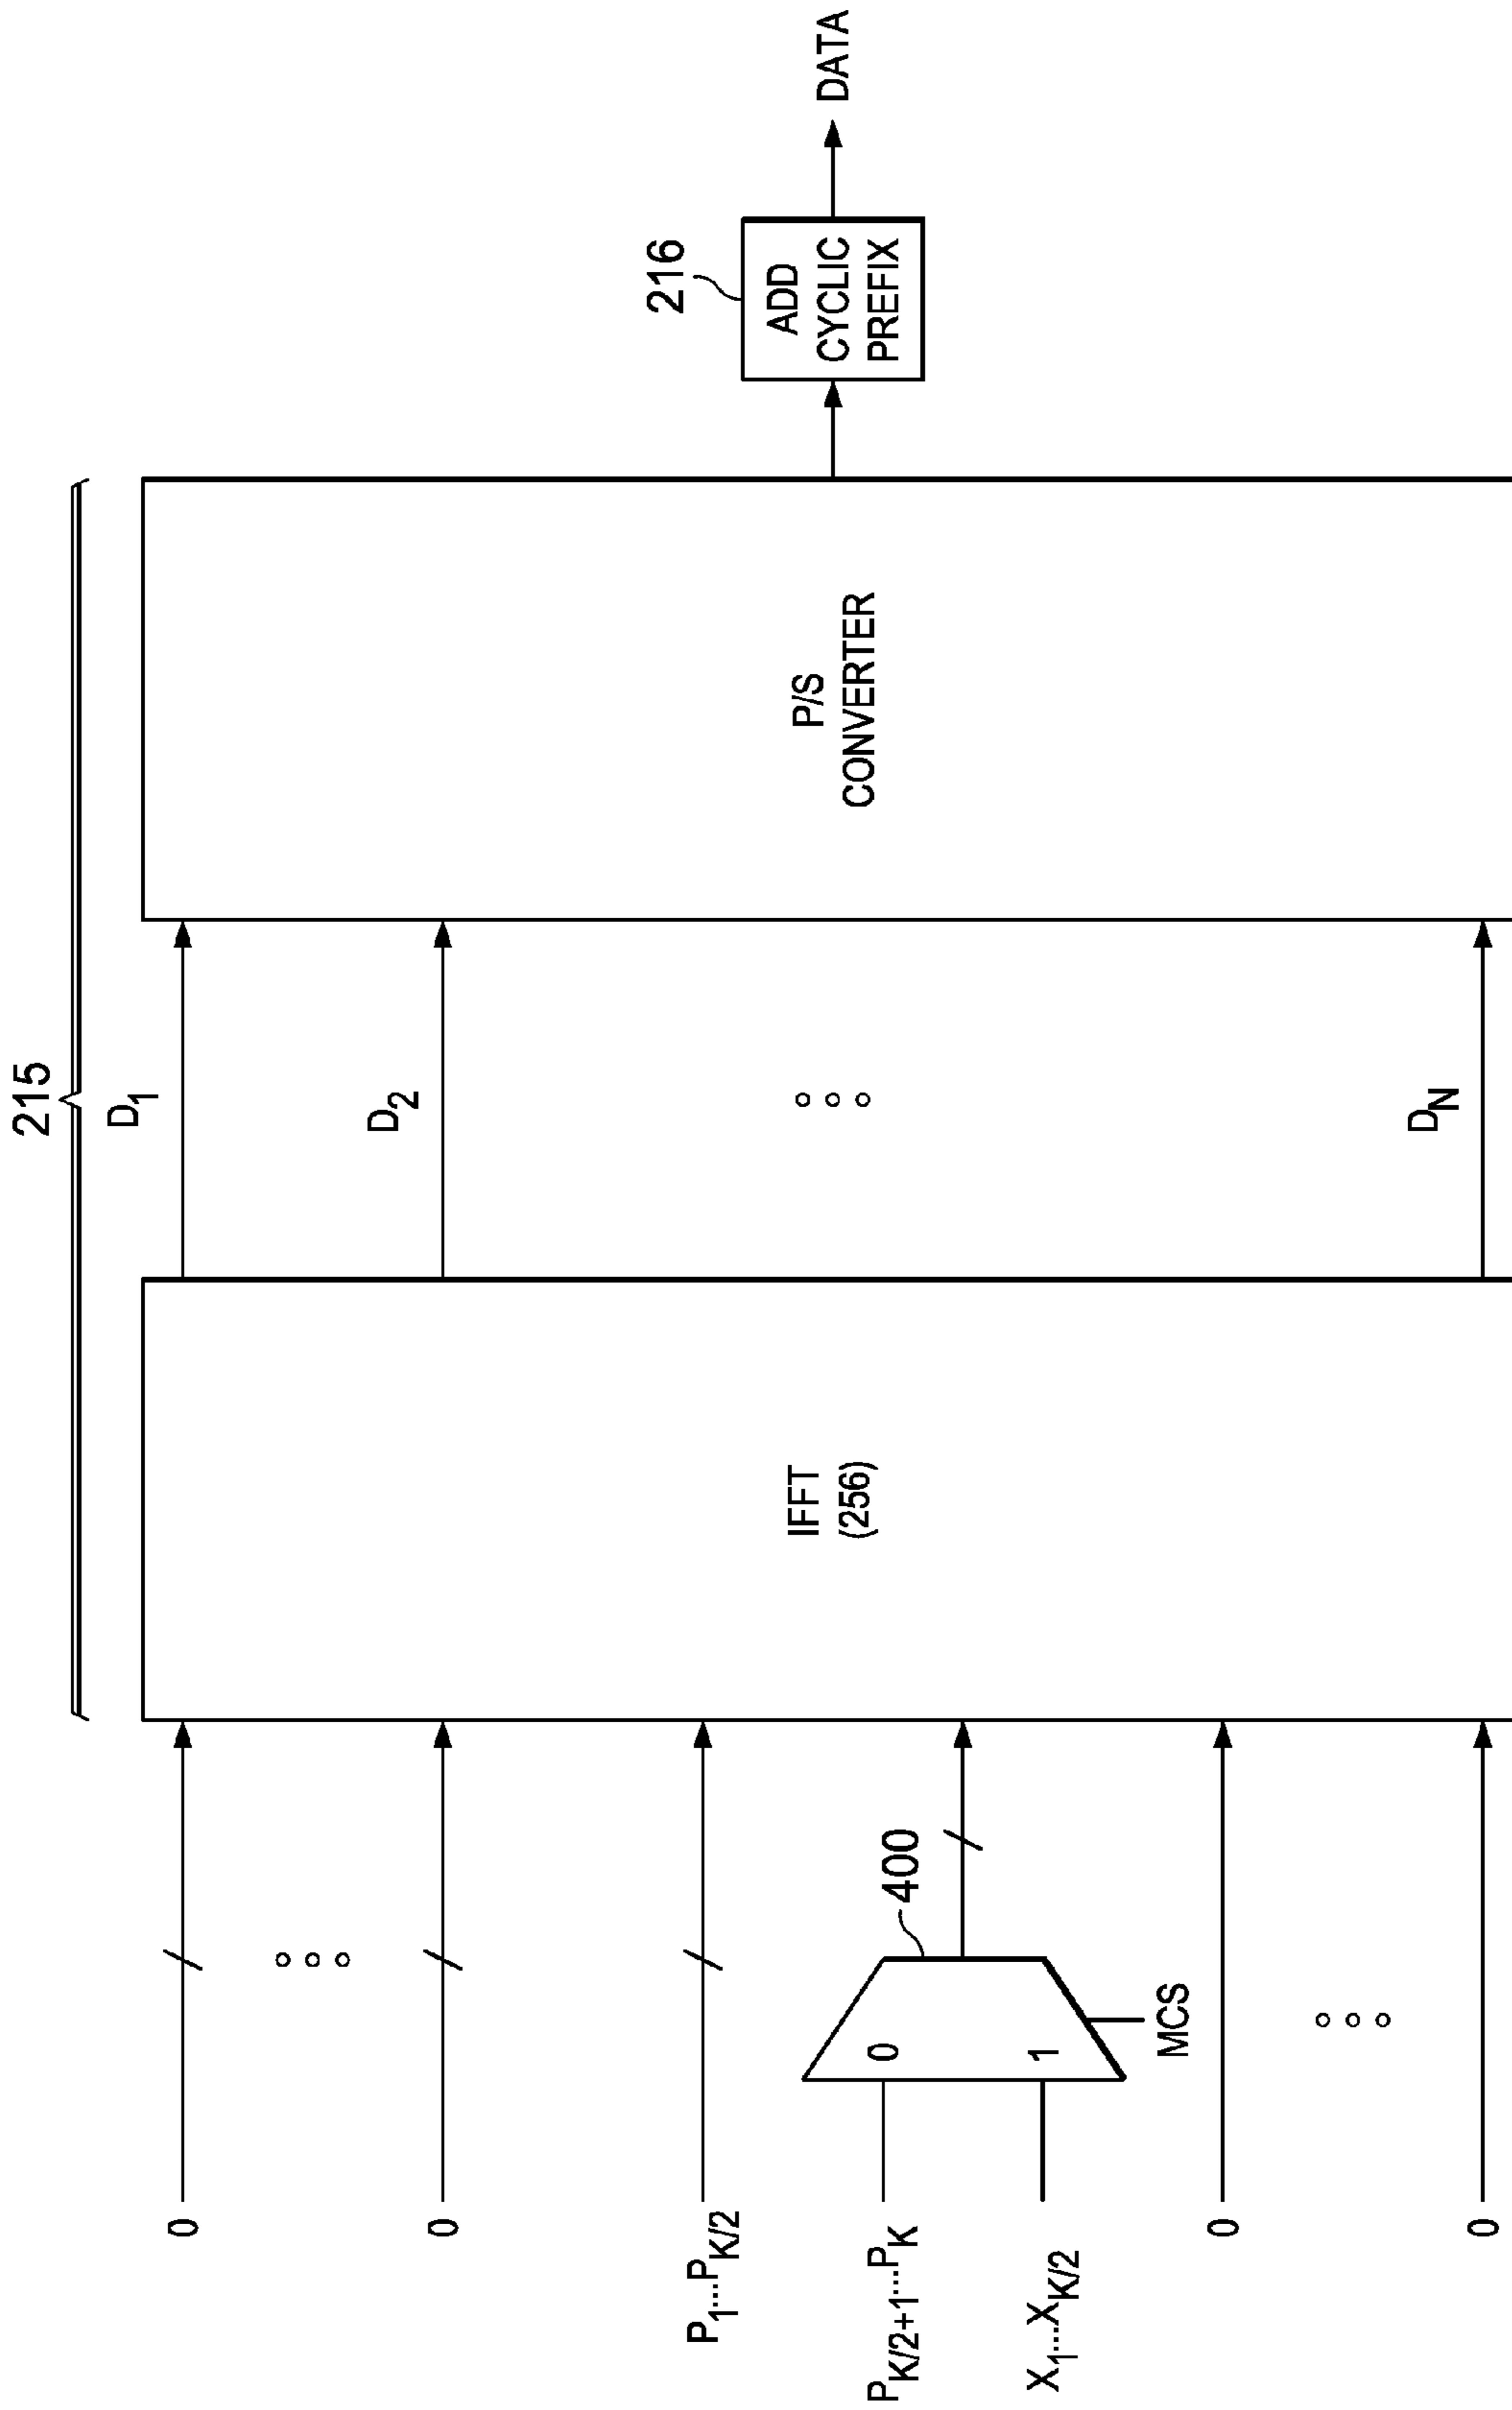 215
0
0
P1...PK/2
PK/2+1...PK
X1...XK/2
0
1
MCS
400
0
0
IFFT
(256)
D1
D2
DN
P/S
CONVERTER
216
ADD
CYCLIC
PREFIX
DATA